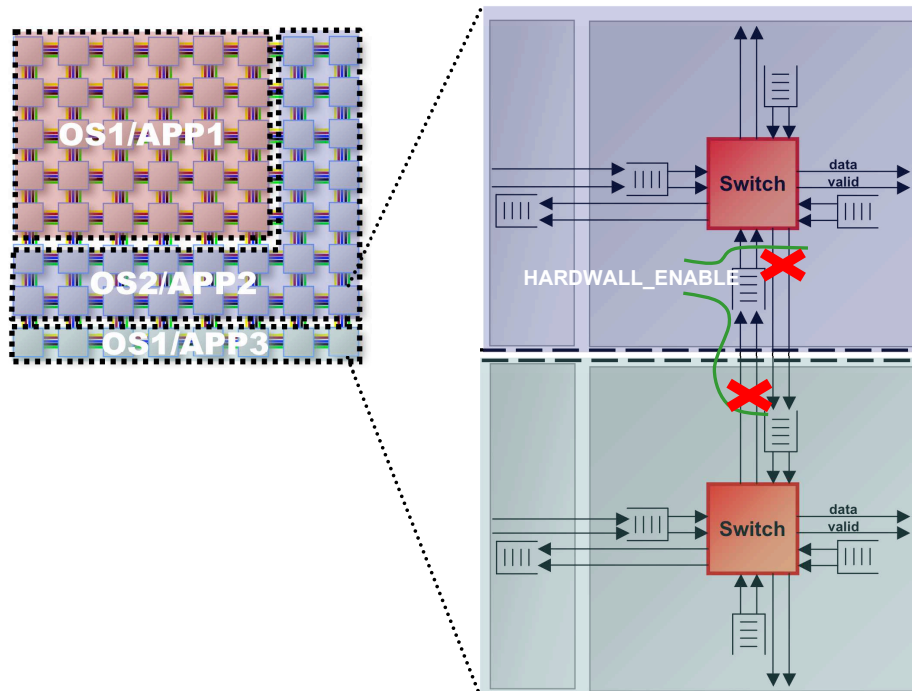 OS1/APP1
OS2/APP2
OS1/APP3
Switch
data
valid
HARDWALL_ENABLE
Switch
data
valid